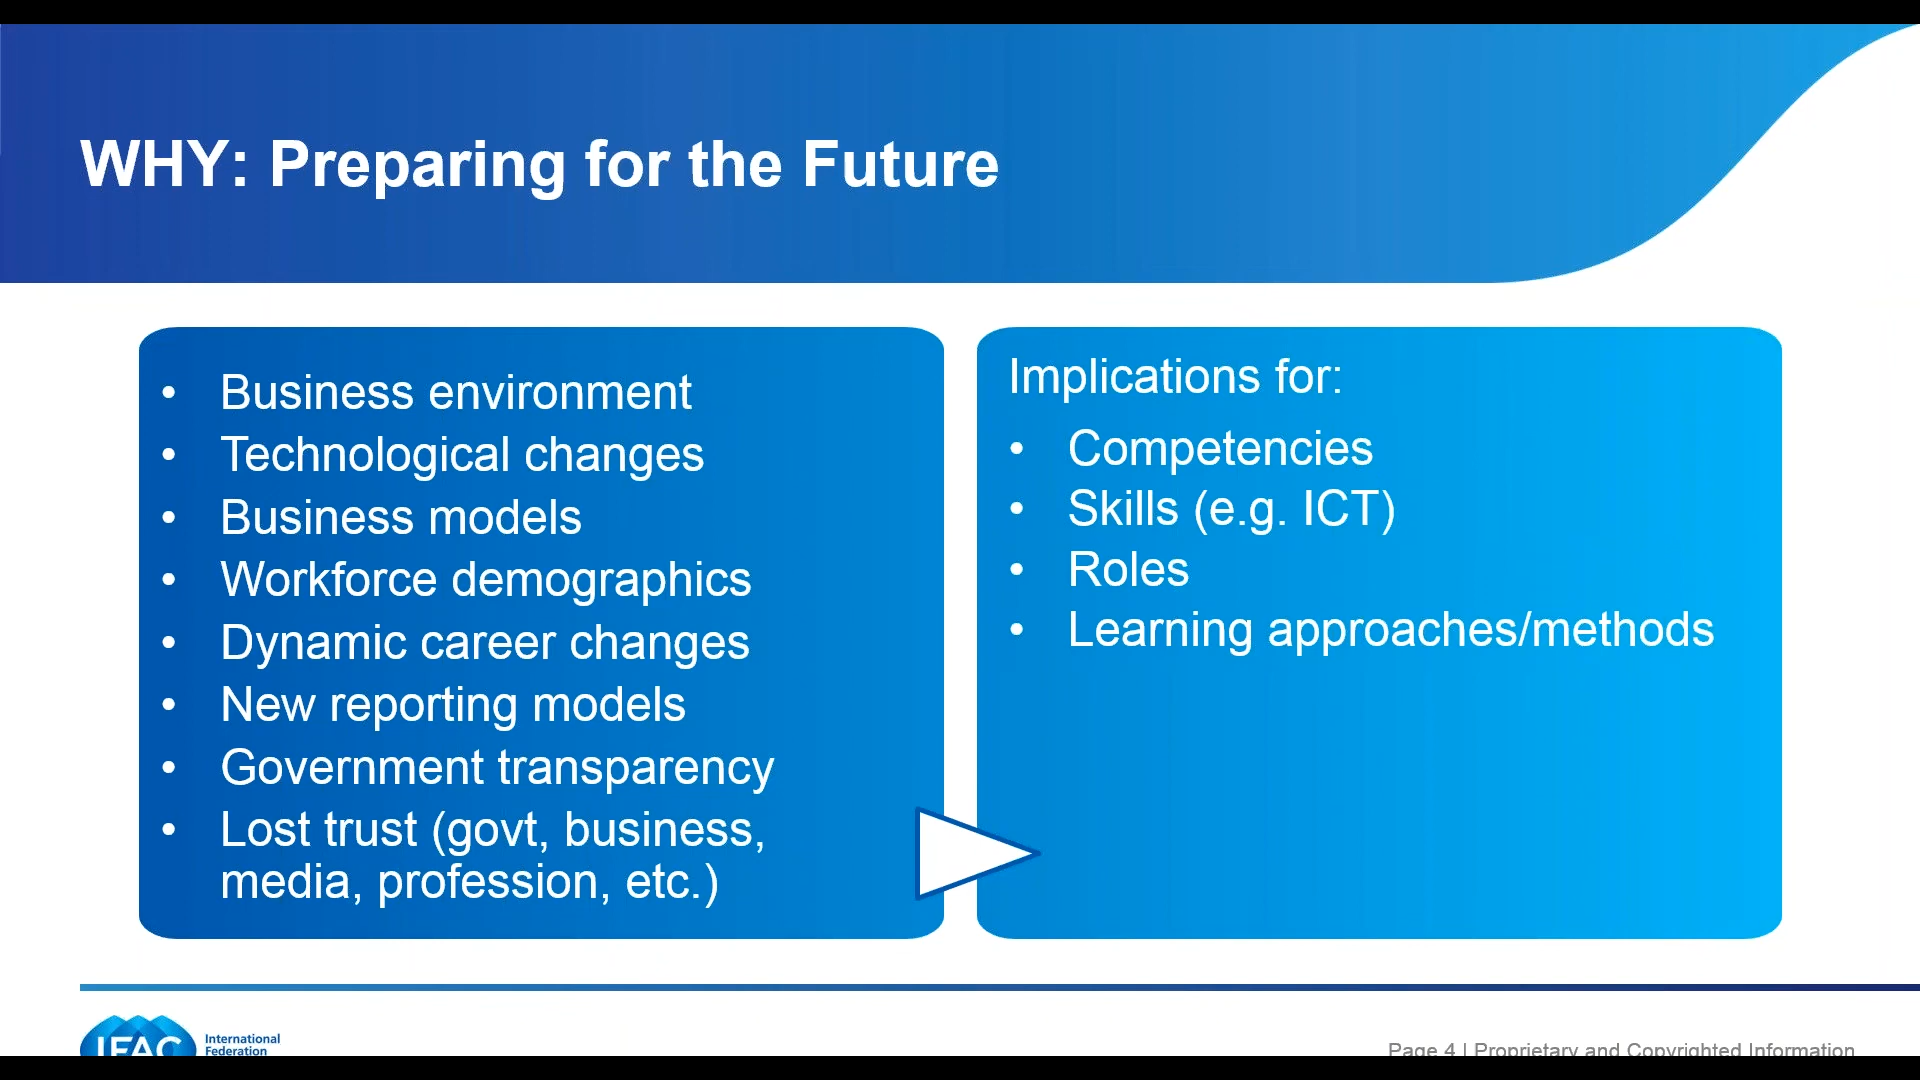 WHY: Preparing for the Future
• Business environment
• Technological changes
• Business models
• Workforce demographics
• Dynamic career changes
• New reporting models
• Government transparency
• Lost trust (govt, business,
media, profession, etc.)
Implications for:
• Competencies
• Skills (e.g. ICT)
• Roles
• Learning approaches/methods
IFAC
International
Federation
Page 4 | Proprietary and Copyrighted Information